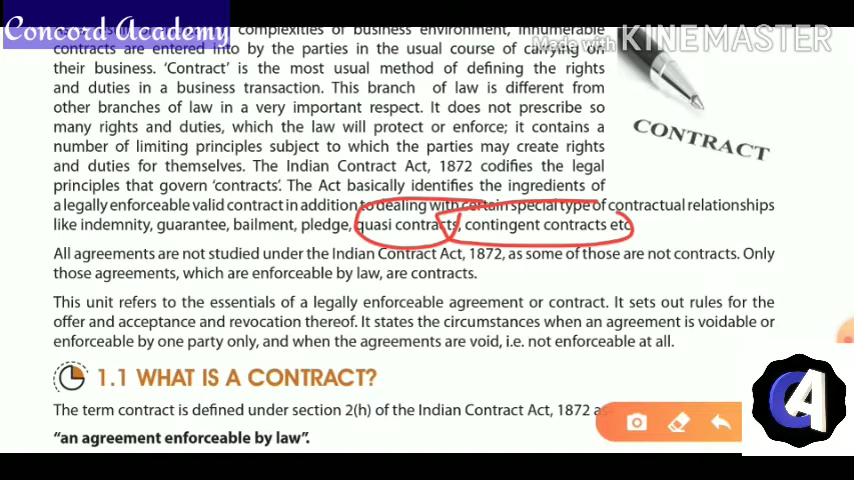 Concord Academy
Made with KINEMASTER
complexities of business environment, innumerable
contracts are entered into by the parties in the usual course of carrying on
their business. ‘Contract’ is the most usual method of defining the rights
and duties in a business transaction. This branch of law is different from
other branches of law in a very important respect. It does not prescribe so
many rights and duties, which the law will protect or enforce; it contains a
number of limiting principles subject to which the parties may create rights
and duties for themselves. The Indian Contract Act, 1872 codifies the legal
principles that govern ‘contracts’. The Act basically identifies the ingredients of
a legally enforceable valid contract in addition to dealing with certain special type of contractual relationships
like indemnity, guarantee, bailment, pledge, quasi contracts, contingent contracts etc
CONTRACT
All agreements are not studied under the Indian Contract Act, 1872, as some of those are not contracts. Only
those agreements, which are enforceable by law, are contracts.
This unit refers to the essentials of a legally enforceable agreement or contract. It sets out rules for the
offer and acceptance and revocation thereof. It states the circumstances when an agreement is voidable or
enforceable by one party only, and when the agreements are void, i.e. not enforceable at all.
1.1 WHAT IS A CONTRACT?
The term contract is defined under section 2(h) of the Indian Contract Act, 1872 as-
“an agreement enforceable by law”.
CA